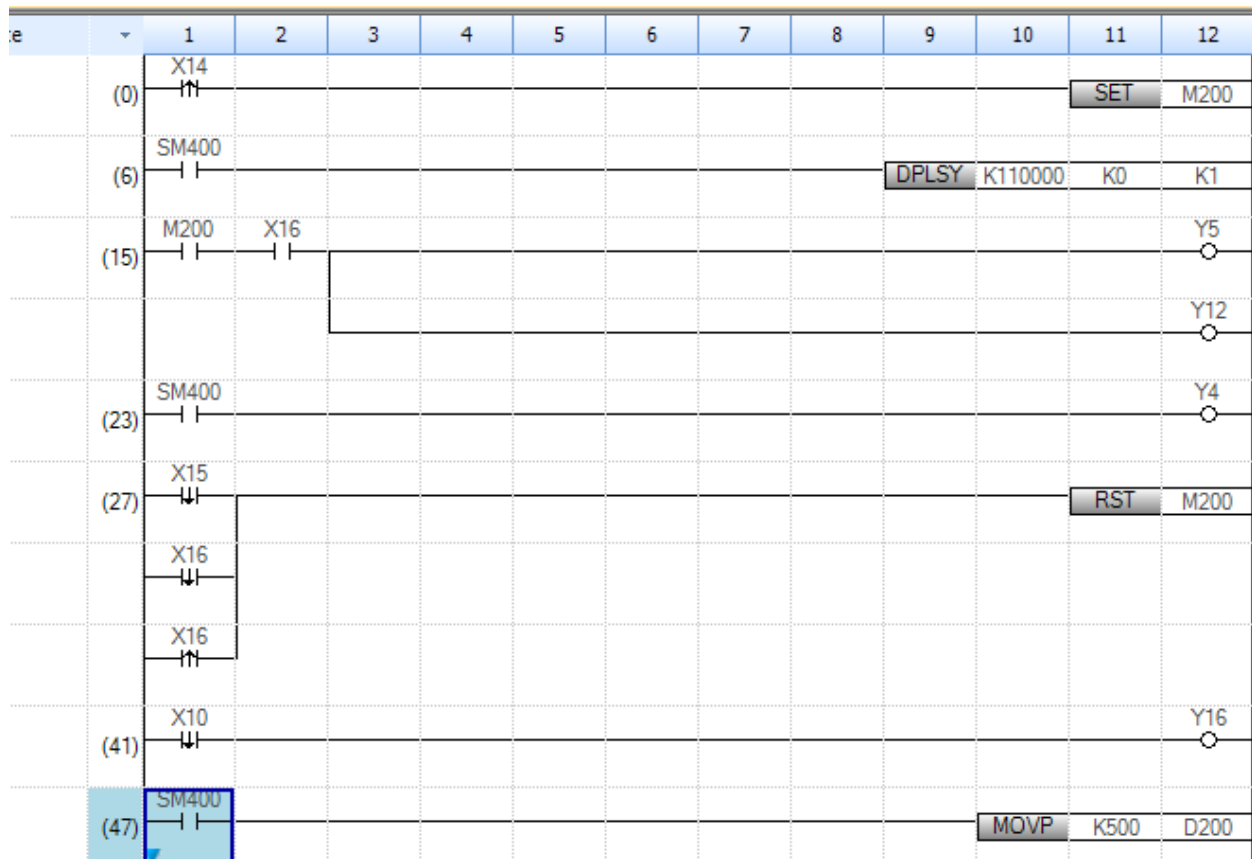 te 1 2 3 4 5 6 7 8 9 10 11 12
X14
(0) SET M200
SM400
(6) DPLSY K110000 K0 K1
M200 X16 Y5
(15)
Y12
SM400 Y4
(23)
X15
(27) RST M200
X16
X16
X10 Y16
(41)
SM400
(47) MOVP K500 D200